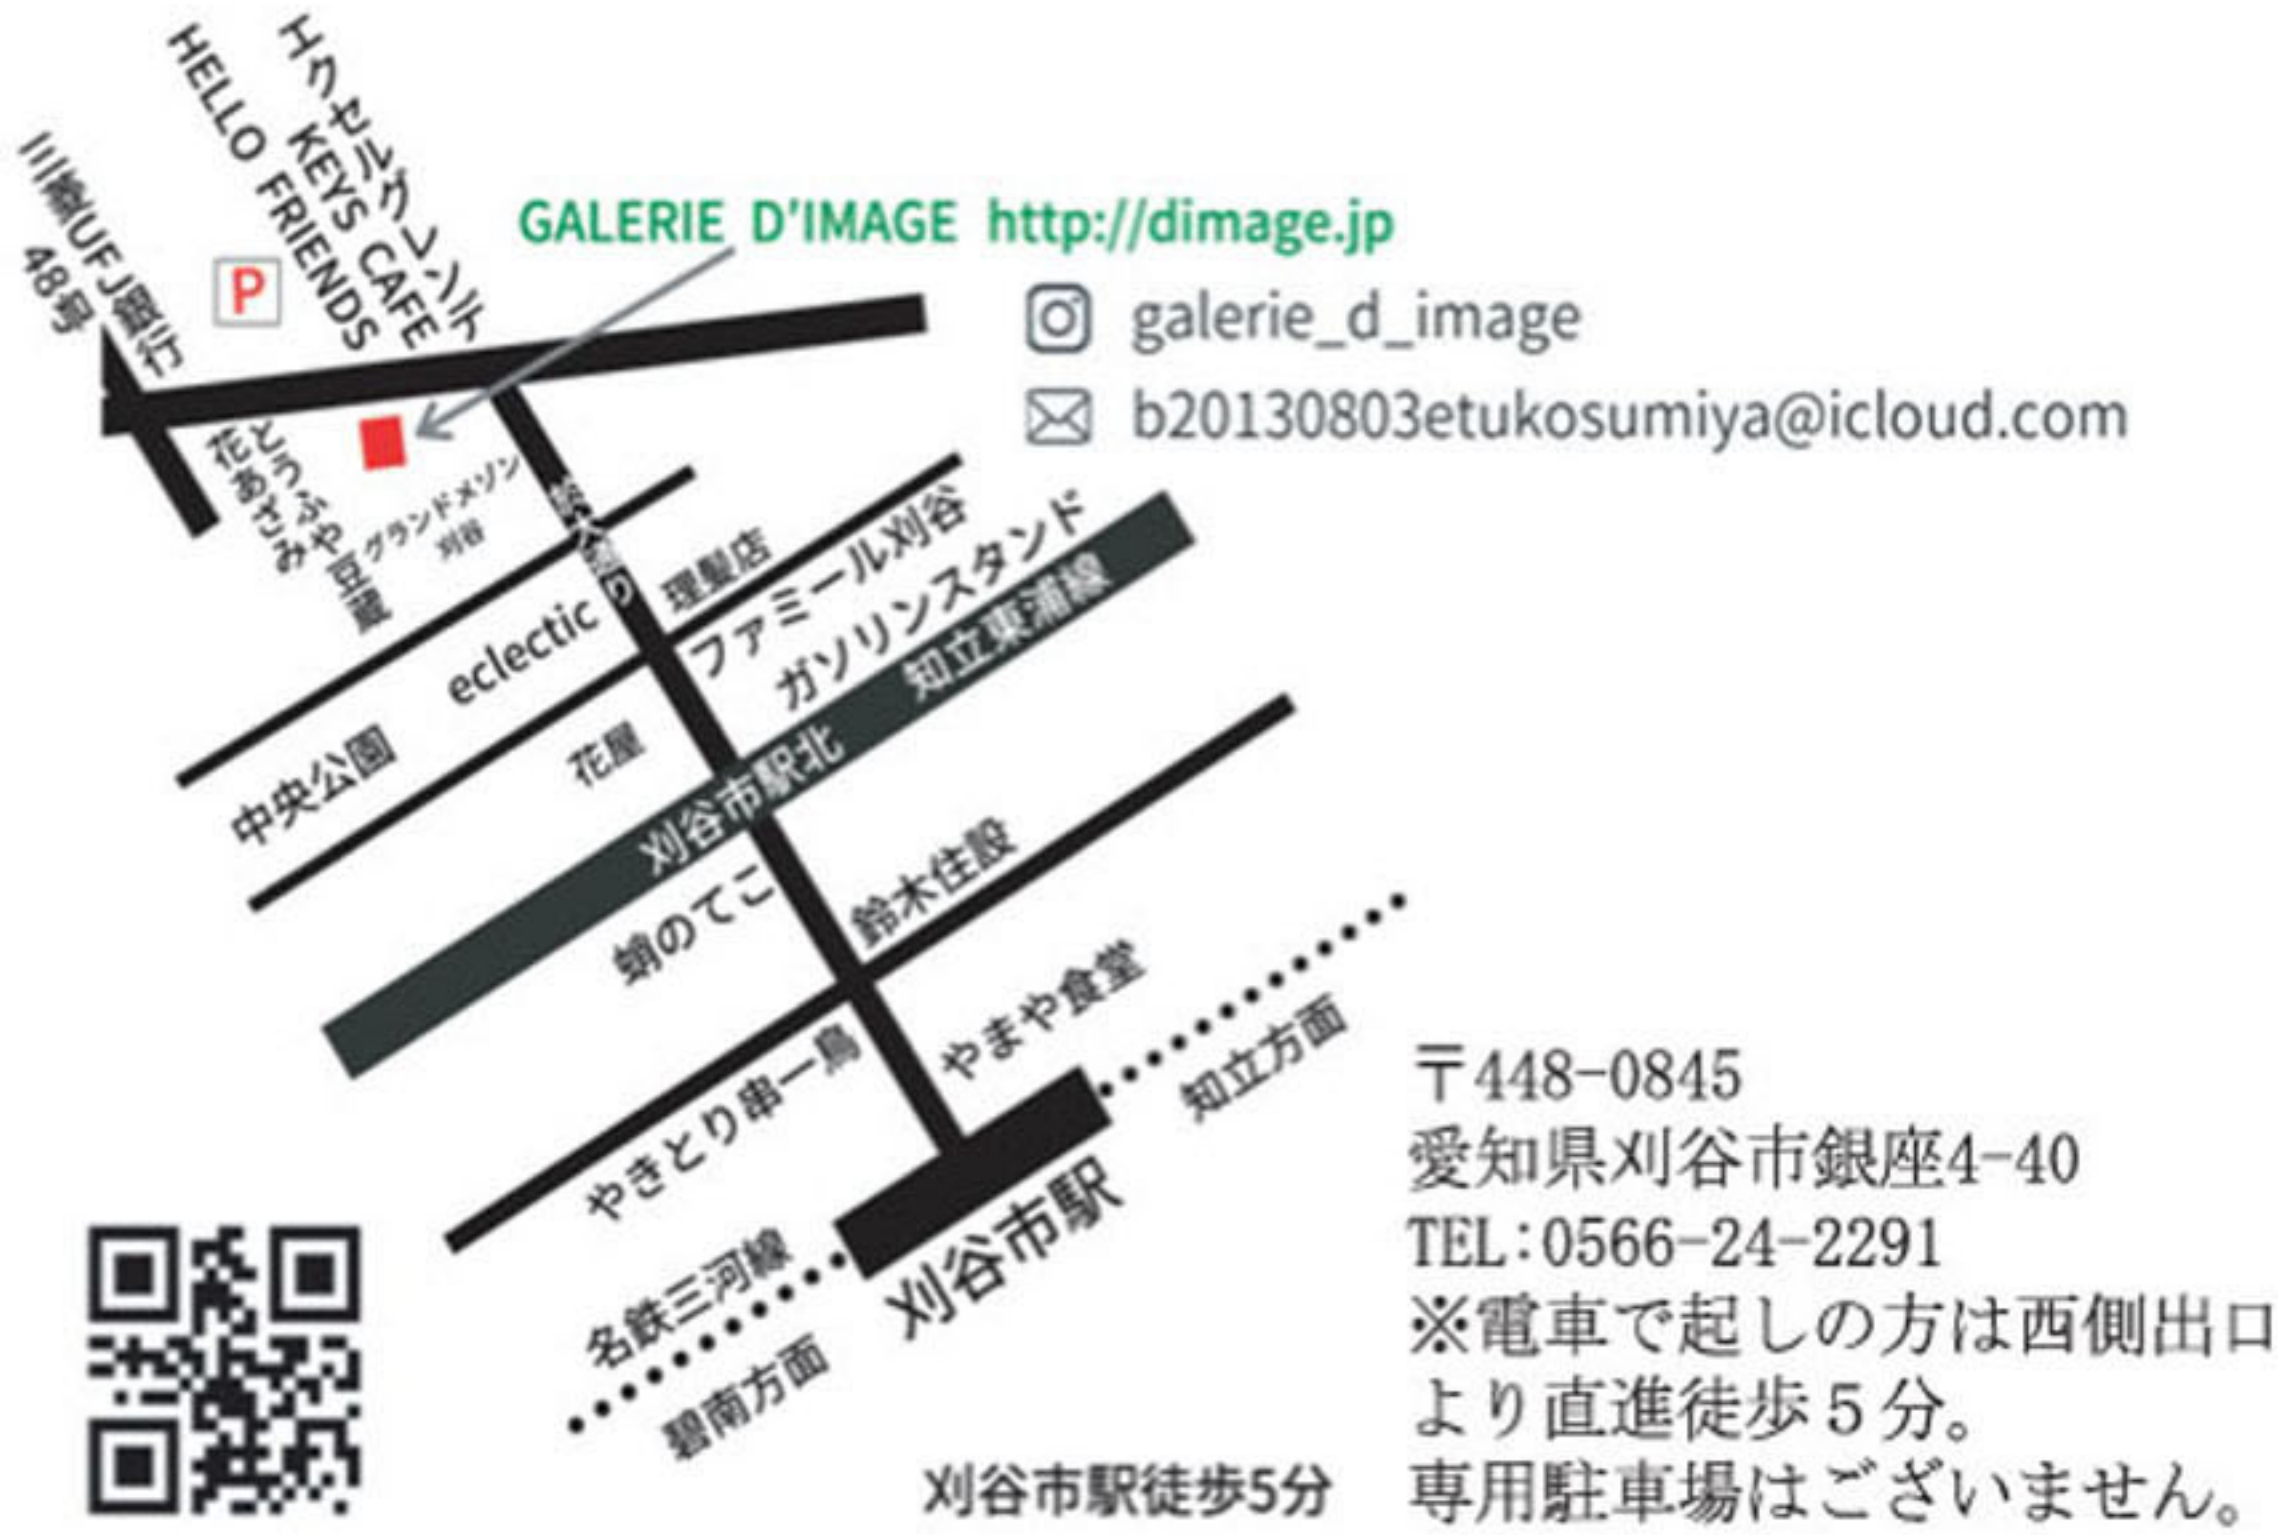 エクセルグレンデ
KEYS CAFE
HELLO FRIENDS
三菱UFJ銀行
48号
P
GALERIE D'IMAGE http://dimage.jp
galerie_d_image
b20130803etukosumiya@icloud.com
とうふや豆蔵
花あざみ
グランドメゾン
刈谷
理髪店
ファミール刈谷
ガソリンスタンド
知立東浦線
eclectic
中央公園
花屋
刈谷市駅北
蛸のてこ
鈴木住設
やまや食堂
やきとり串一鳥
知立方面
刈谷市駅
名鉄三河線
碧南方面
刈谷市駅徒歩5分
〒448-0845
愛知県刈谷市銀座4-40
TEL:0566-24-2291
※電車で起しの方は西側出口
より直進徒歩５分。
専用駐車場はございません。